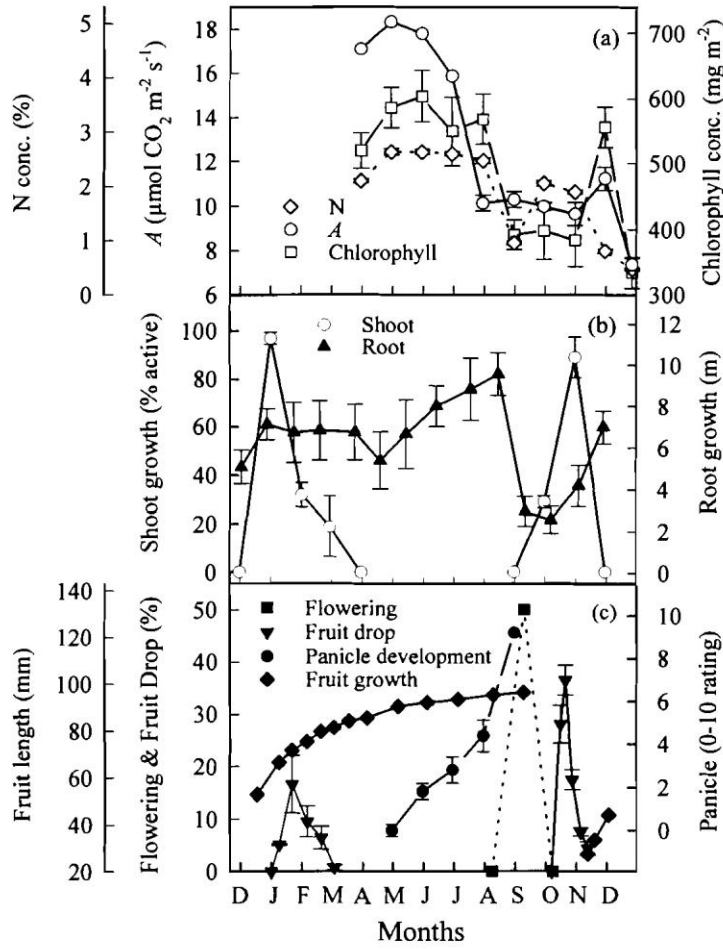 (a)
N conc. (%)
5
4
3
2
1
0
A (μmol CO2 m-2 s-1)
18
16
14
12
10
8
6
N
A
Chlorophyll
Chlorophyll conc. (mg m-2)
700
600
500
400
300
(b)
Shoot growth (% active)
100
80
60
40
20
0
Shoot
Root
Root growth (m)
12
10
8
6
4
2
0
(c)
Fruit length (mm)
140
120
100
80
60
40
20
Flowering & Fruit Drop (%)
50
40
30
20
10
0
Flowering
Fruit drop
Panicle development
Fruit growth
Panicle (0-10 rating)
10
8
6
4
2
0
D J F M A M J J A S O N D
Months